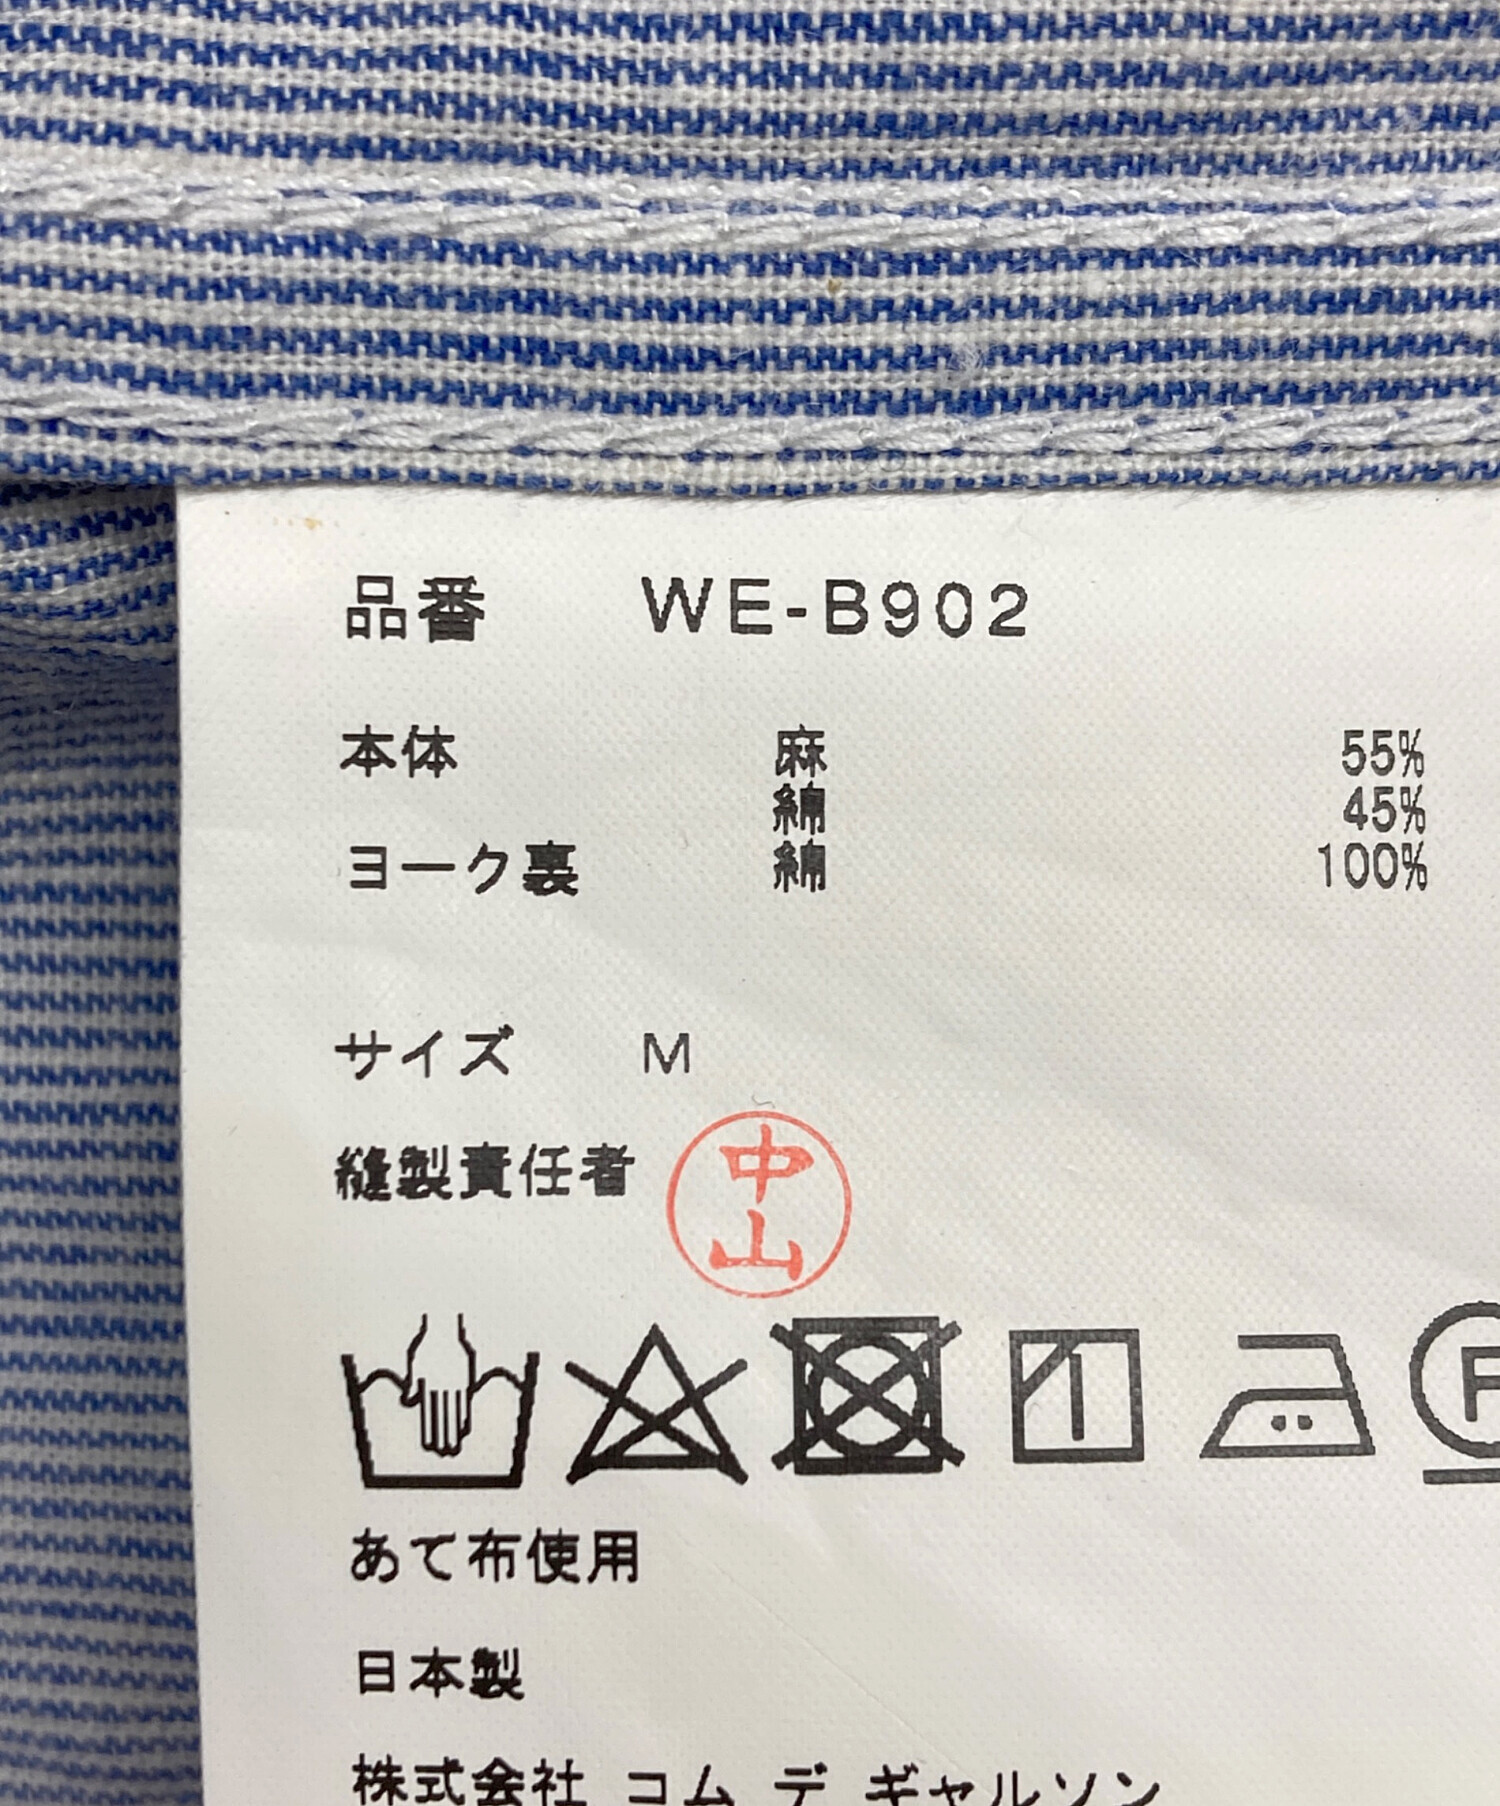 品番 WE-B902
本体 麻 55%
綿 45%
ヨーク裏 綿 100%
サイズ M
縫製責任者 中山
F
あて布使用
日本製
株式会社 コム デ ギャルソン